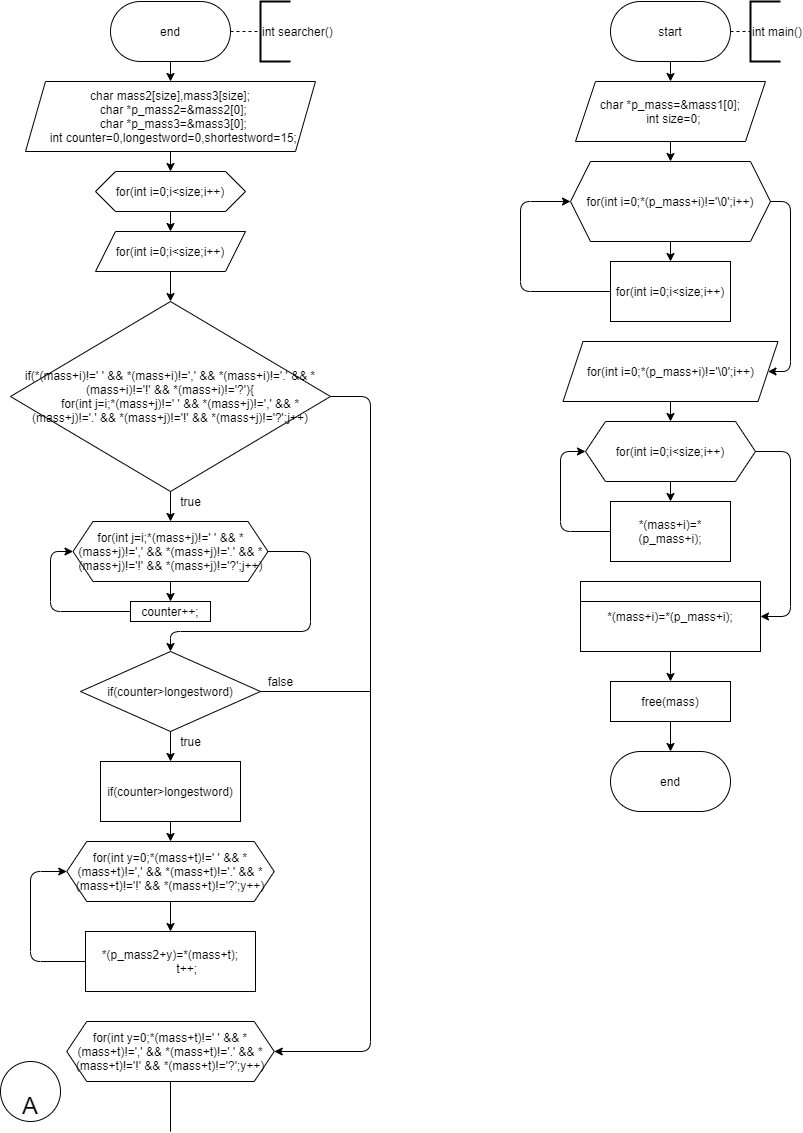 end
int searcher()
char mass2[size],mass3[size];
char *p_mass2=&mass2[0];
char *p_mass3=&mass3[0];
int counter=0,longestword=0,shortestword=15;
for(int i=0;i<size;i++)
for(int i=0;i<size;i++)
if(*(mass+i)!=' ' && *(mass+i)!=',' && *(mass+i)!='.' && *
(mass+i)!='!' && *(mass+i)!='?'){
for(int j=i;*(mass+j)!=' ' && *(mass+j)!=',' && *
(mass+j)!='.' && *(mass+j)!='!' && *(mass+j)!='?';j++)
true
for(int j=i;*(mass+j)!=' ' && *
(mass+j)!=',' && *(mass+j)!='.' && *
(mass+j)!='!' && *(mass+j)!='?';j++)
counter++;
if(counter>longestword)
false
true
if(counter>longestword)
for(int y=0;*(mass+t)!=' ' && *
(mass+t)!=',' && *(mass+t)!='.' && *
(mass+t)!='!' && *(mass+t)!='?';y++)
*(p_mass2+y)=*(mass+t);
t++;
for(int y=0;*(mass+t)!=' ' && *
(mass+t)!=',' && *(mass+t)!='.' && *
(mass+t)!='!' && *(mass+t)!='?';y++)
A
start
int main()
char *p_mass=&mass1[0];
int size=0;
for(int i=0;*(p_mass+i)!='\0';i++)
for(int i=0;i<size;i++)
for(int i=0;*(p_mass+i)!='\0';i++)
for(int i=0;i<size;i++)
*(mass+i)=*
(p_mass+i);
*(mass+i)=*(p_mass+i);
free(mass)
end